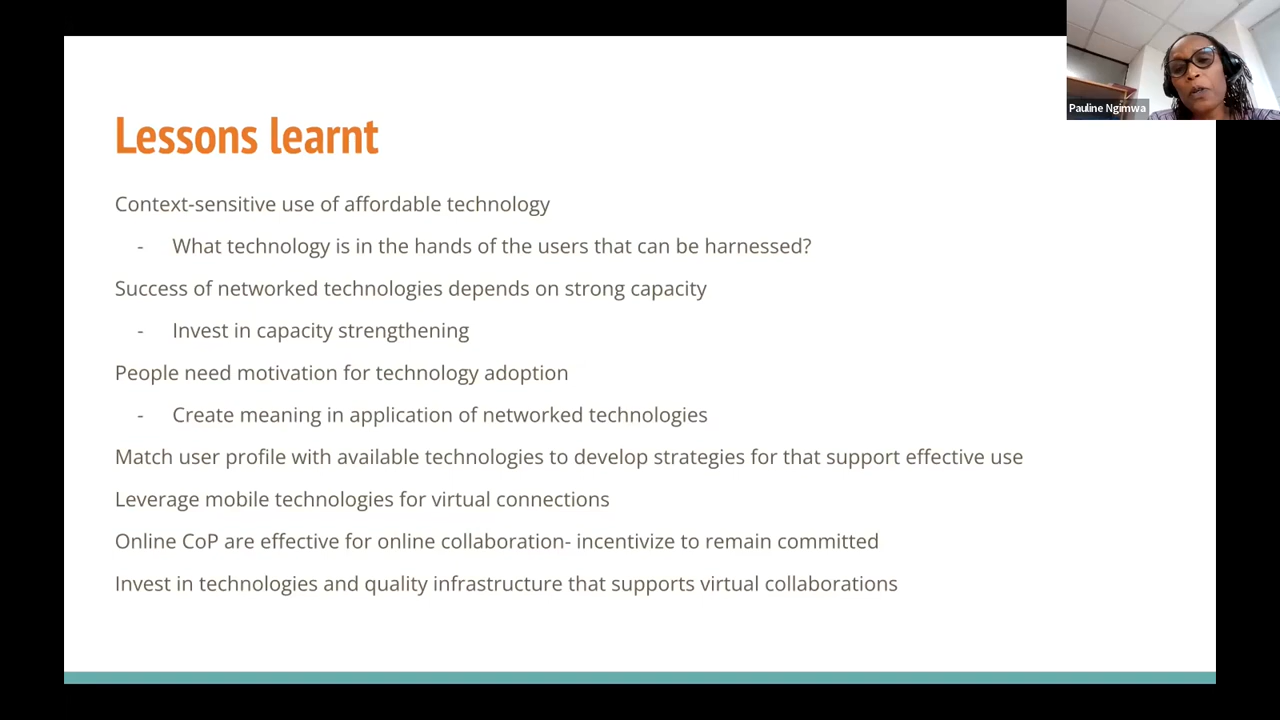 Pauline Ngimwa
Lessons learnt
Context-sensitive use of affordable technology
- What technology is in the hands of the users that can be harnessed?
Success of networked technologies depends on strong capacity
- Invest in capacity strengthening
People need motivation for technology adoption
- Create meaning in application of networked technologies
Match user profile with available technologies to develop strategies for that support effective use
Leverage mobile technologies for virtual connections
Online CoP are effective for online collaboration- incentivize to remain committed
Invest in technologies and quality infrastructure that supports virtual collaborations